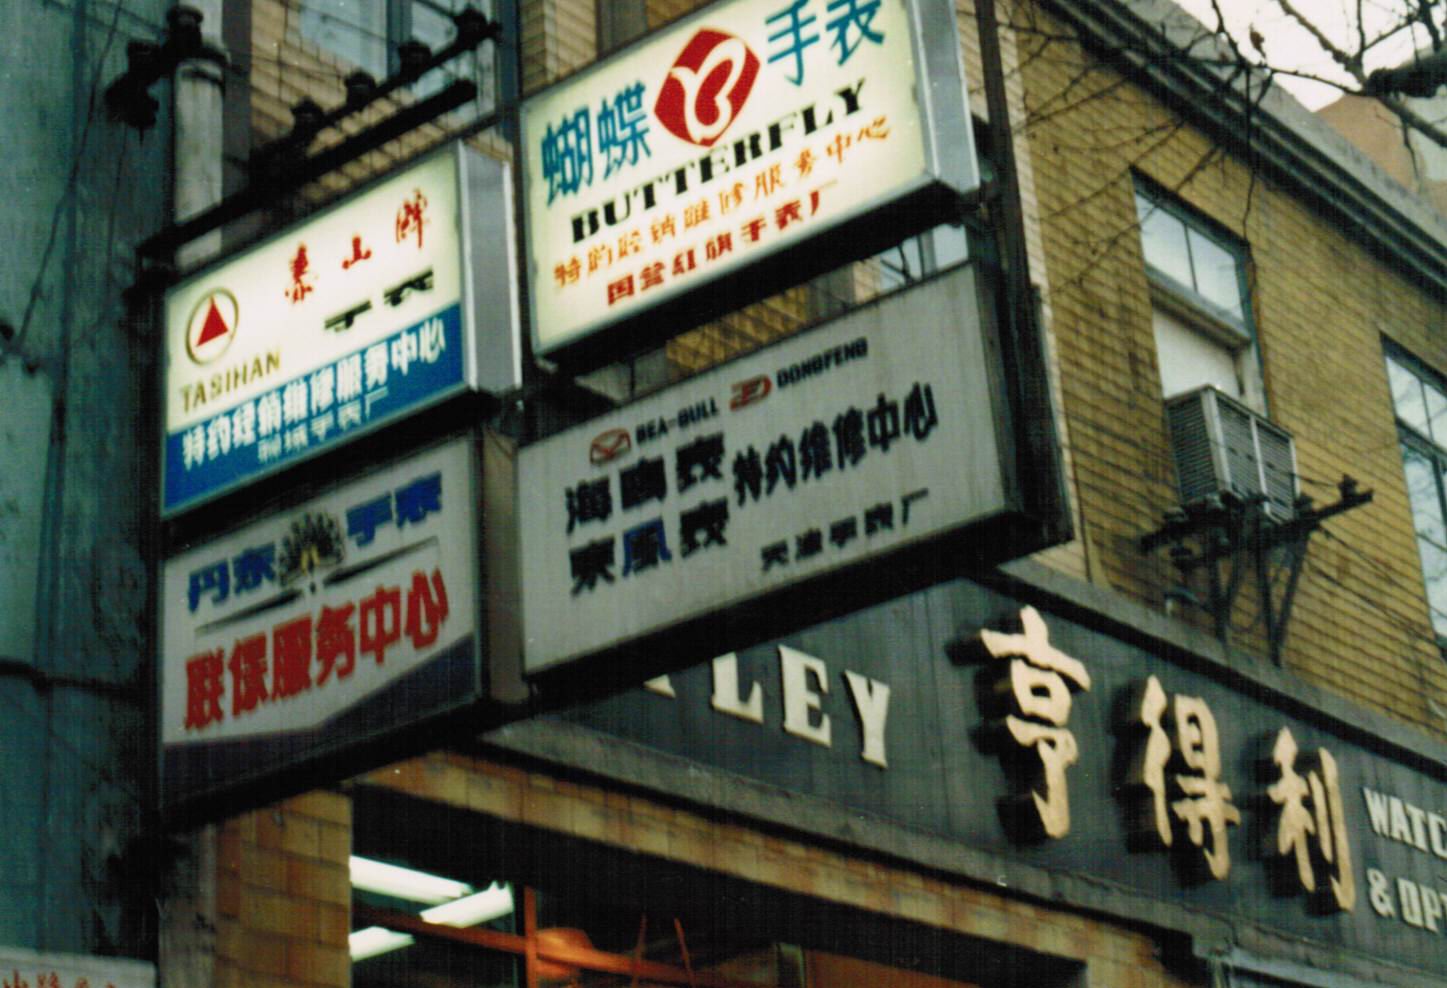 蝴蝶 手表
BUTTERFLY
特约经销维修服务中心
国营红旗手表厂
泰山牌
手表
TASIHAN
特约经销维修服务中心
SEA-GULL DONGFENG
海鸥表
东风表
特约维修中心
天津手表厂
丹东 手表
联保服务中心
LEY
亨得利
WATC
& OPT